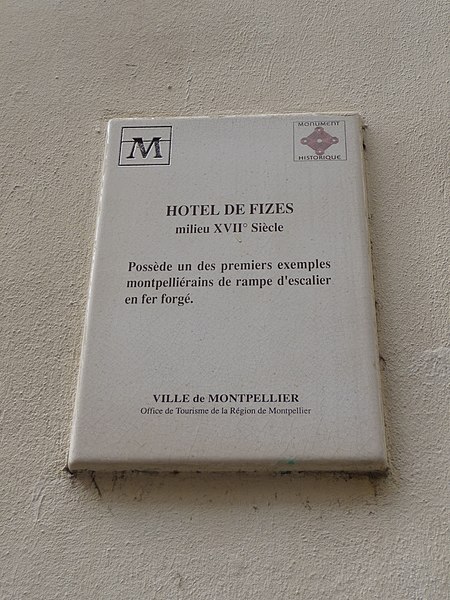 M
MONUMENT
HISTORIQUE
HOTEL DE FIZES
milieu XVII° Siècle
Possède un des premiers exemples
montpelliérains de rampe d'escalier
en fer forgé.
VILLE de MONTPELLIER
Office de Tourisme de la Région de Montpellier